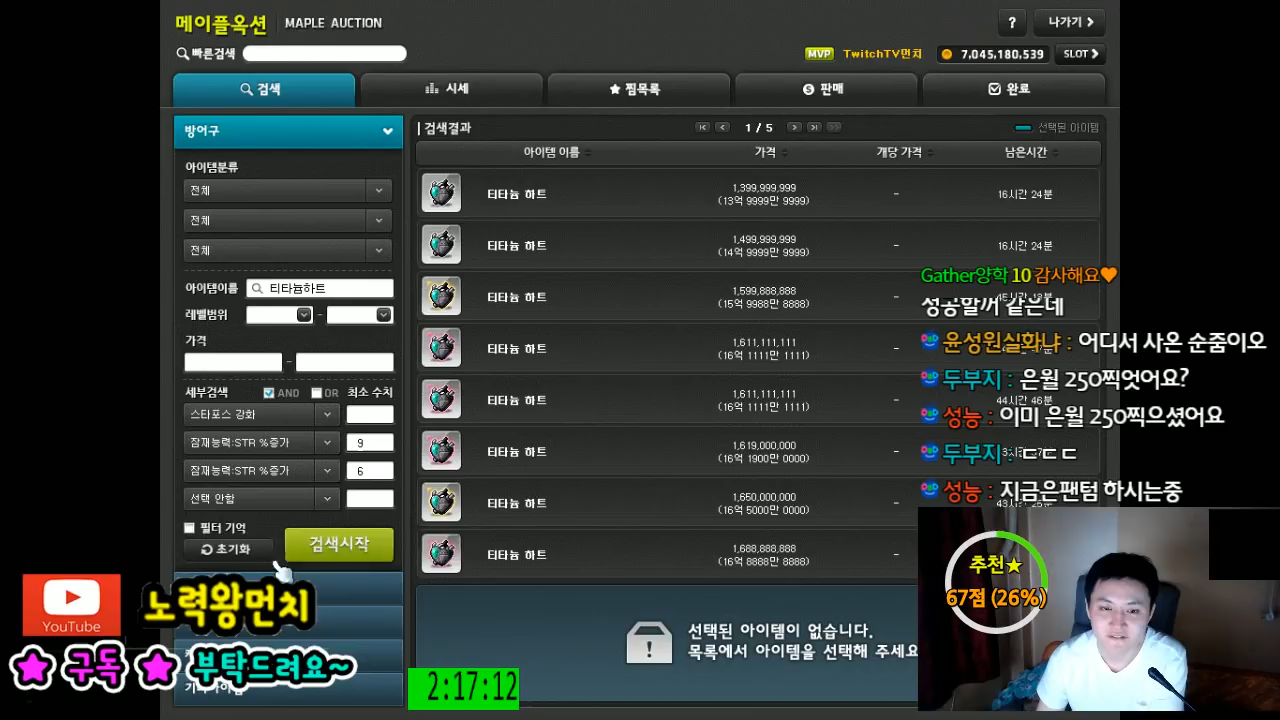 메이플옥션 MAPLE AUCTION
? 나가기
빠른검색
MVP TwitchTV먼치 7,045,180,539 SLOT
검색 시세 찜목록 판매 완료
방어구
아이템분류
전체
전체
전체
아이템이름 티타늄하트
레벨범위 -
가격
-
세부검색 AND OR 최소 수치
스타포스 강화
잠재능력:STR %증가 9
잠재능력:STR %증가 6
선택 안함
필터 기억
초기화 검색시작
검색결과 1 / 5 선택된 아이템
아이템 이름 가격 개당 가격 남은시간
티타늄 하트 1,399,999,999 (13억 9999만 9999) - 16시간 24분
티타늄 하트 1,499,999,999 (14억 9999만 9999) - 16시간 24분
티타늄 하트 1,599,888,888 (15억 9988만 8888) -
티타늄 하트 1,611,111,111 (16억 1111만 1111) -
티타늄 하트 1,611,111,111 (16억 1111만 1111) - 44시간 46분
티타늄 하트 1,619,000,000 (16억 1900만 0000) -
티타늄 하트 1,650,000,000 (16억 5000만 0000) -
티타늄 하트 1,688,888,888 (16억 8888만 8888) -
선택된 아이템이 없습니다.
목록에서 아이템을 선택해 주세요
Gather양학 10 감사해요
성공할꺼 같은데
윤성원실화냐 : 어디서 사온 순줌이오
두부지 : 은월 250찍엇어요?
성능 : 이미 은월 250찍으셨어요
두부지 : ㄷㄷㄷ
성능 : 지금은팬텀 하시는중
추천★
67점 (26%)
YouTube
노력왕먼치
★ 구독 ★ 부탁드려요~
2:17:12